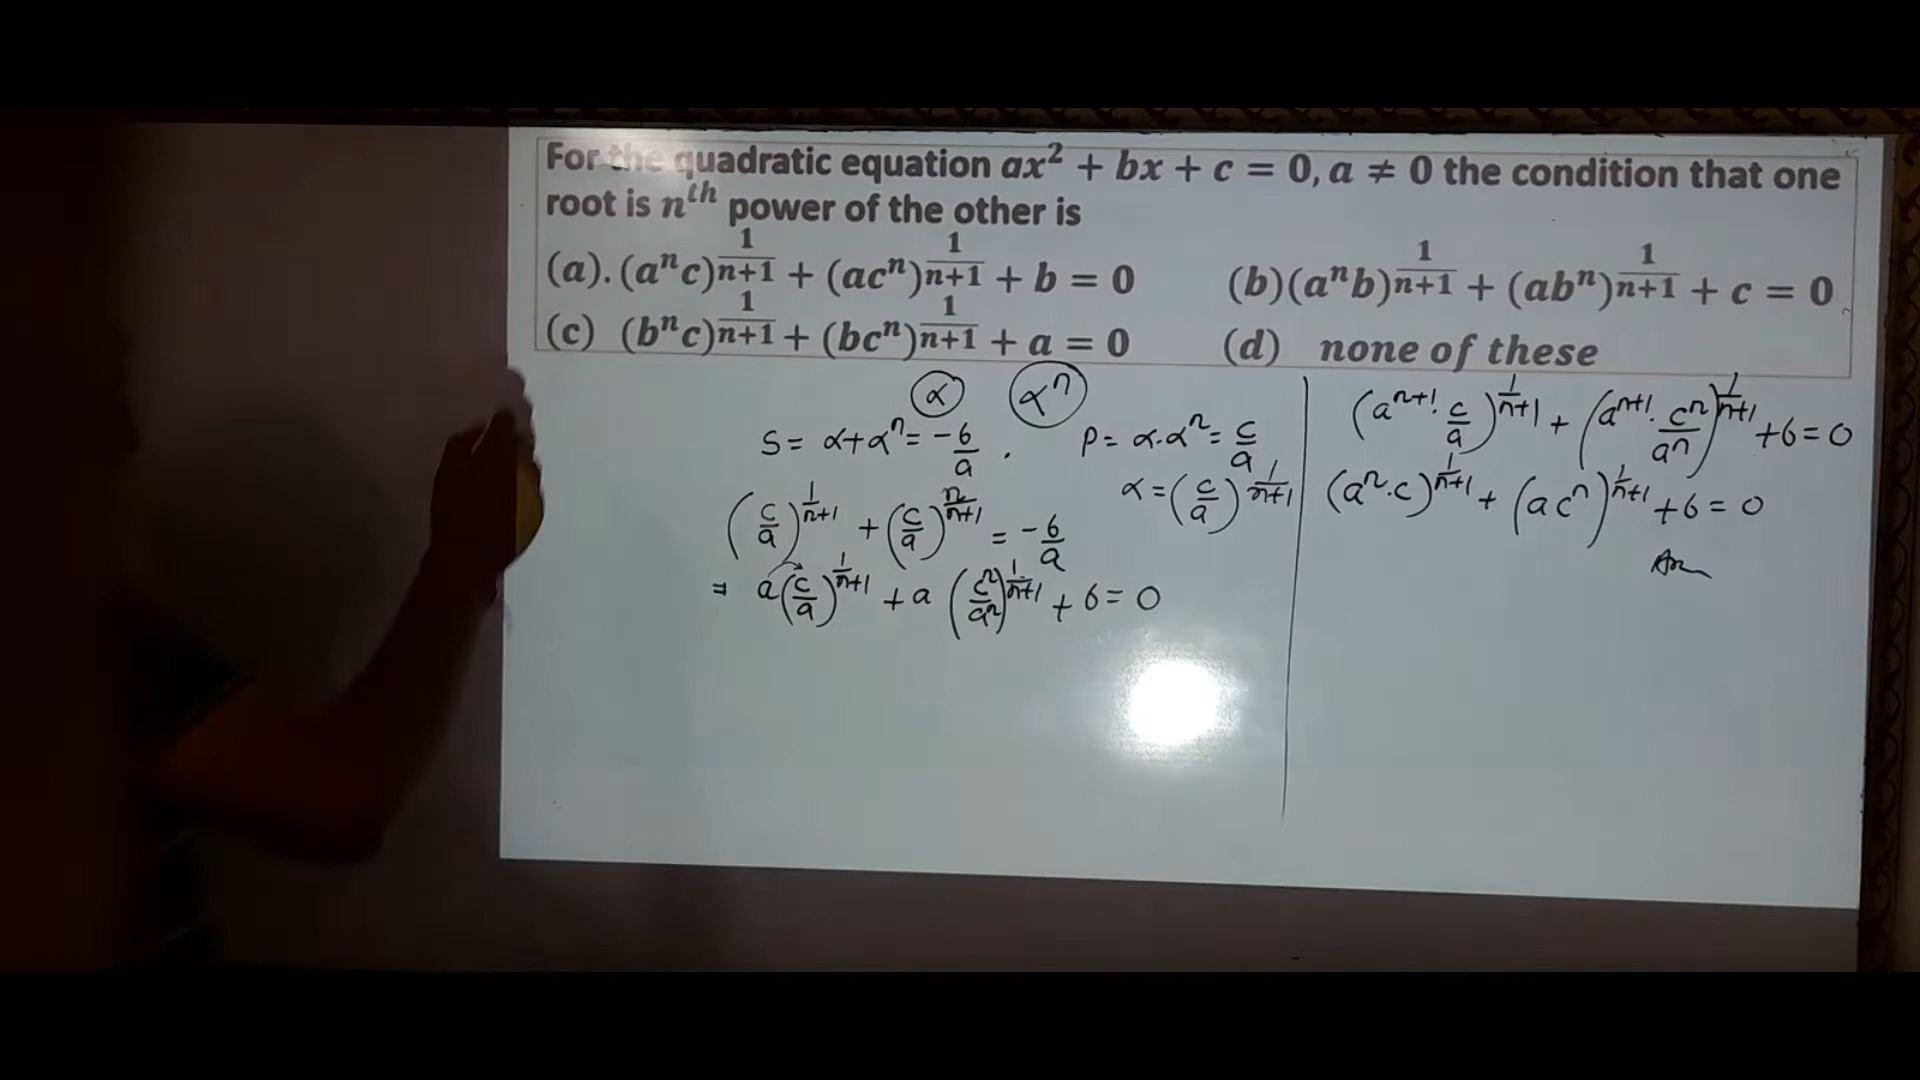 For the quadratic equation ax² + bx + c = 0, a ≠ 0 the condition that one
root is nᵗʰ power of the other is
(a). (aⁿc)^(1/(n+1)) + (acⁿ)^(1/(n+1)) + b = 0 (b)(aⁿb)^(1/(n+1)) + (abⁿ)^(1/(n+1)) + c = 0
(c) (bⁿc)^(1/(n+1)) + (bcⁿ)^(1/(n+1)) + a = 0 (d) none of these
α αⁿ
S = α+αⁿ = -b/a . P = α.αⁿ = c/a
α = (c/a)^(1/(n+1))
(c/a)^(1/(n+1)) + (c/a)^(n/(n+1)) = -b/a
⇒ a(c/a)^(1/(n+1)) + a(cⁿ/aⁿ)^(1/(n+1)) + b = 0
(aⁿ⁺¹.c/a)^(1/(n+1)) + (aⁿ⁺¹.cⁿ/aⁿ)^(1/(n+1)) + b = 0
(aⁿ.c)^(1/(n+1)) + (acⁿ)^(1/(n+1)) + b = 0
Ans